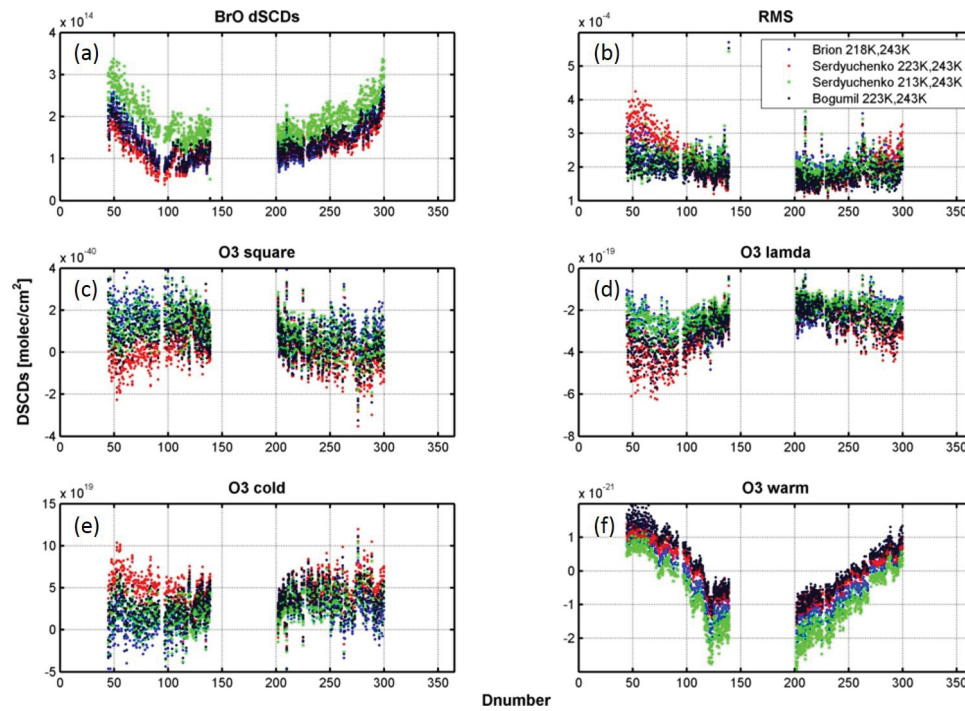 BrO dSCDs
x 10^14
(a)
4
3
2
1
0
0 50 100 150 200 250 300 350
RMS
x 10^-4
(b)
5
4
3
2
1
0 50 100 150 200 250 300 350
Brion 218K,243K
Serdyuchenko 223K,243K
Serdyuchenko 213K,243K
Bogumil 223K,243K
O3 square
x 10^-40
(c)
4
2
0
-2
-4
0 50 100 150 200 250 300 350
O3 lamda
x 10^-19
(d)
0
-2
-4
-6
-8
0 50 100 150 200 250 300 350
DSCDs [molec/cm²]
O3 cold
x 10^19
(e)
15
10
5
0
-5
0 50 100 150 200 250 300 350
O3 warm
x 10^-21
(f)
1
0
-1
-2
0 50 100 150 200 250 300 350
Dnumber